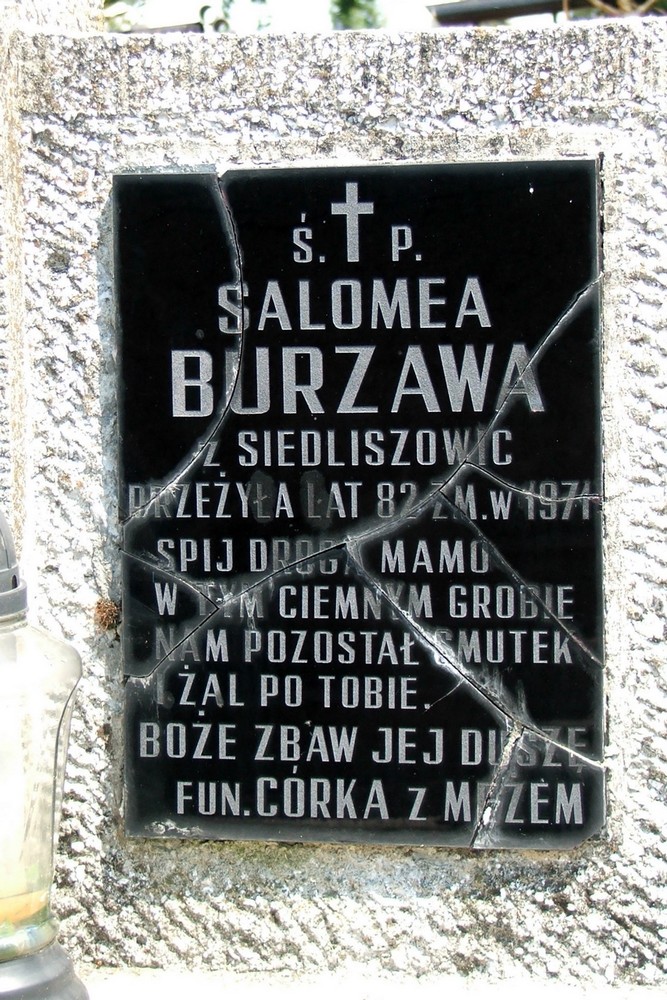 Ś. P.
SALOMEA
BURZAWA
Z SIEDLISZOWIC
PRZEŻYŁA LAT 82 ZM. W 1971
SPIJ DROGA MAMO
W TYM CIEMNYM GROBIE
NAM POZOSTAŁ SMUTEK
I ŻAL PO TOBIE.
BOŻE ZBAW JEJ DUSZĘ
FUN. CÓRKA Z MĘŻEM